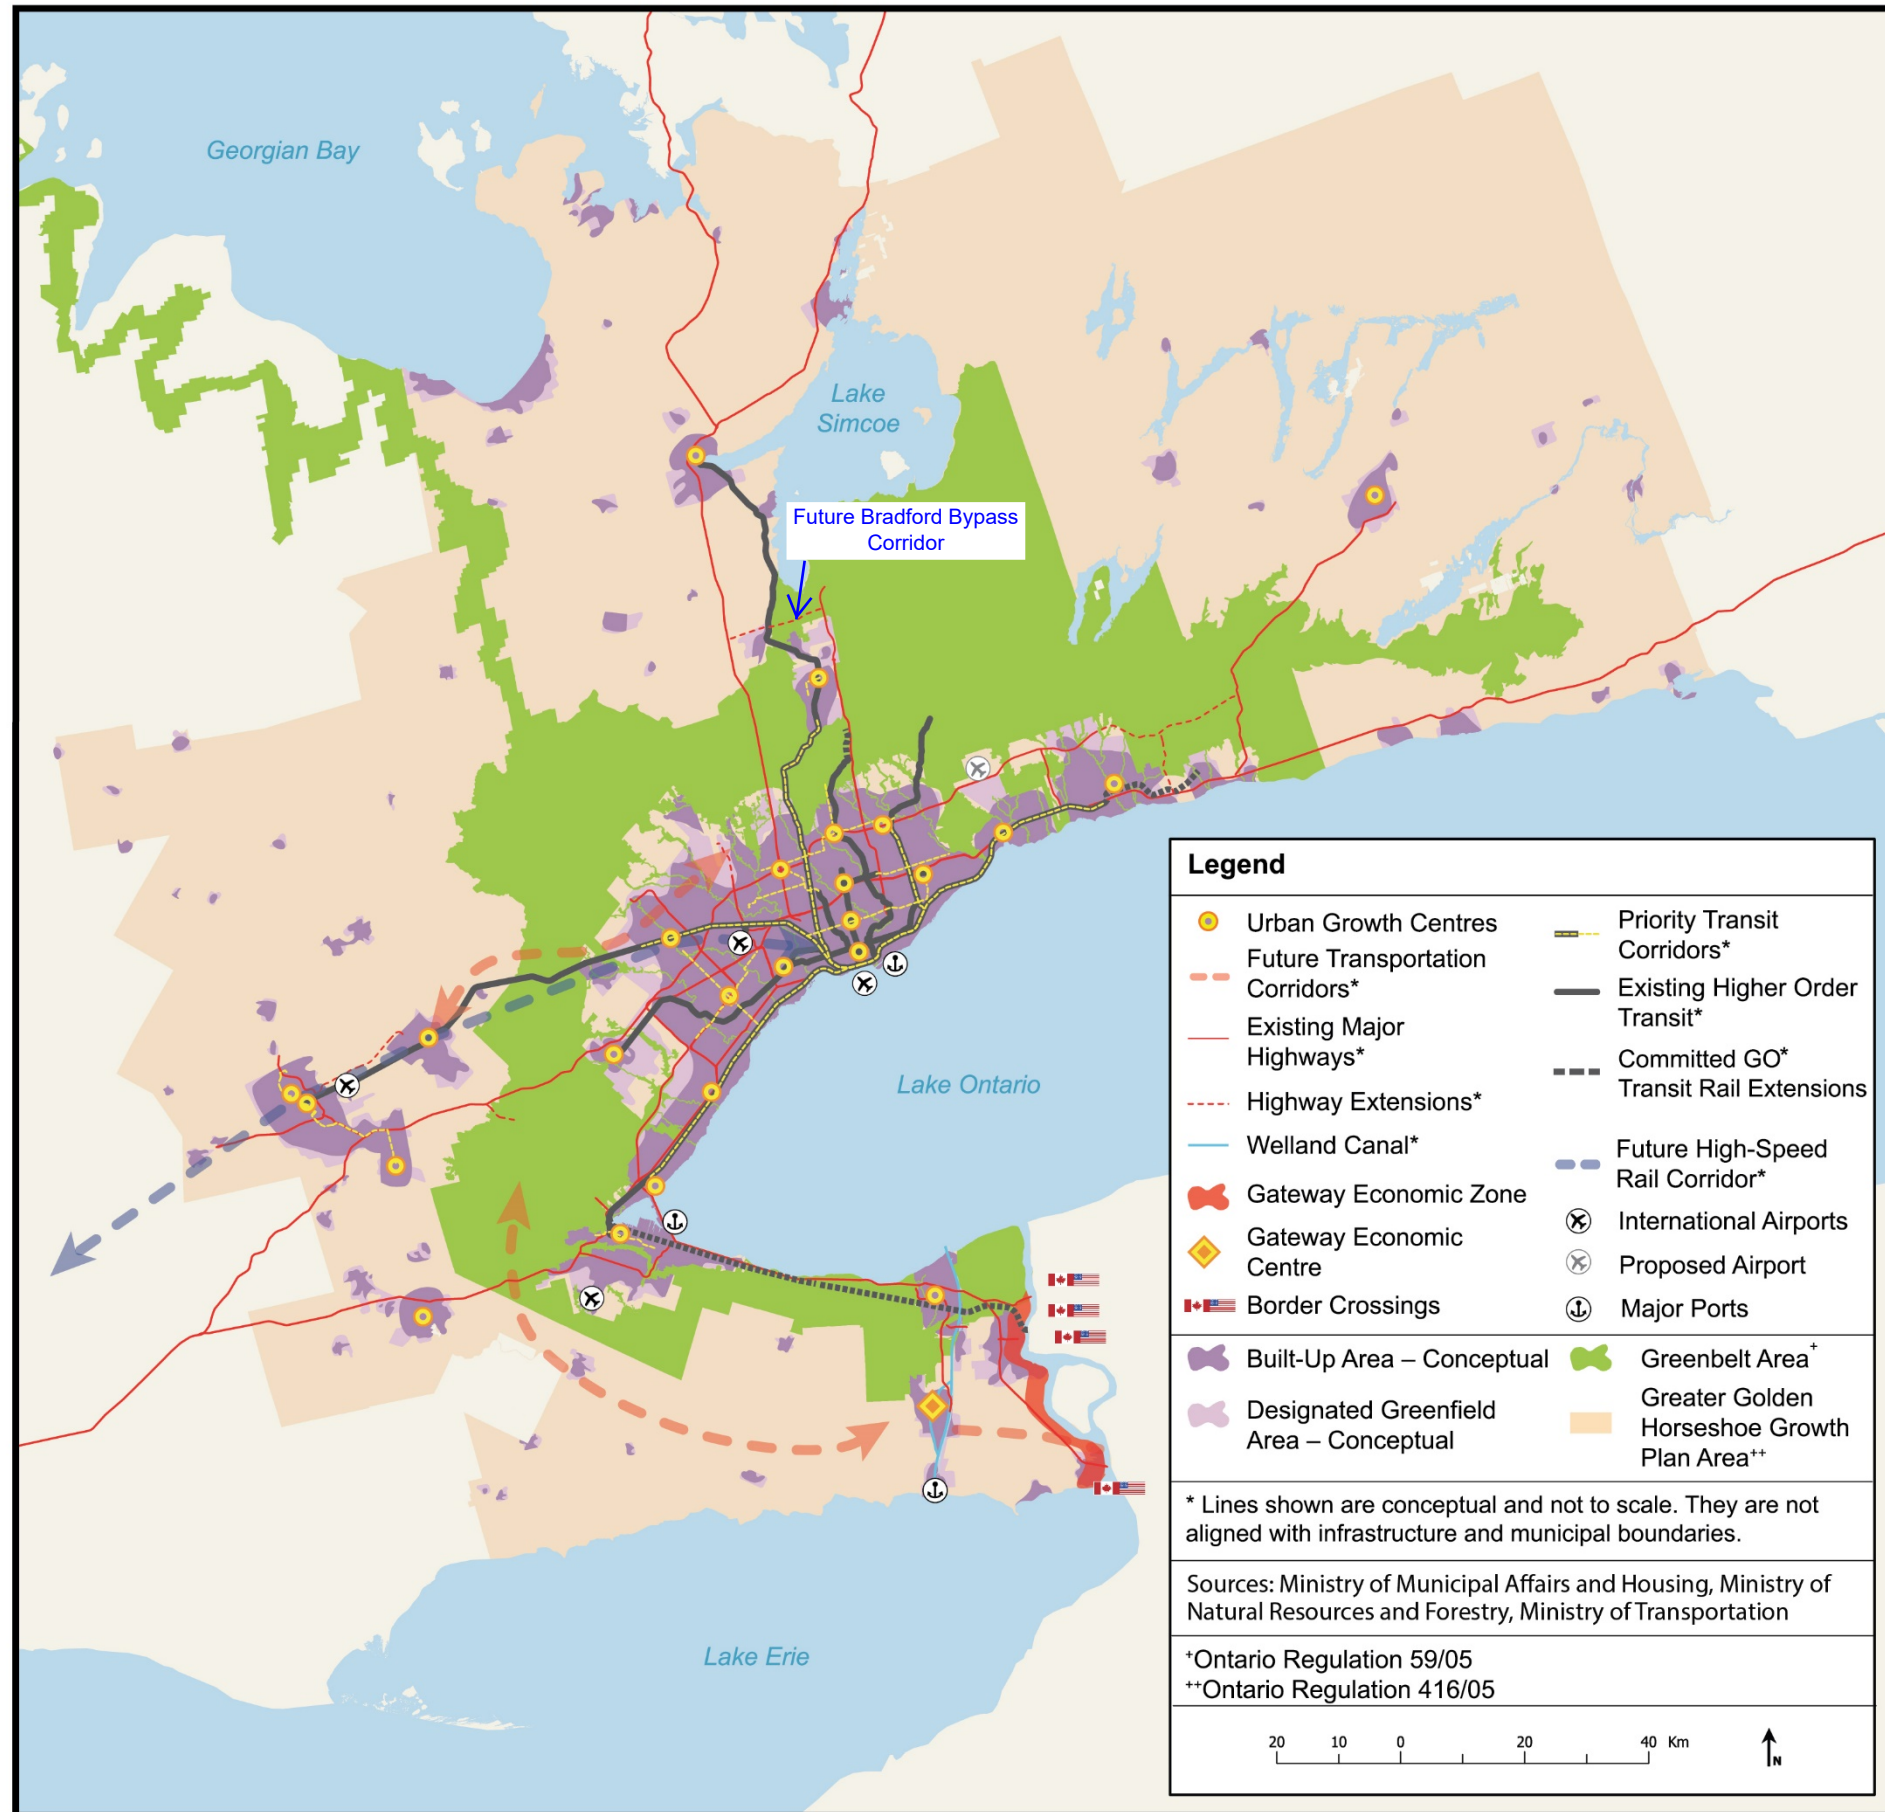 Georgian Bay
Lake
Simcoe
Future Bradford Bypass
Corridor
Lake Ontario
Lake Erie
Legend
Urban Growth Centres
Future Transportation
Corridors*
Existing Major
Highways*
Highway Extensions*
Welland Canal*
Gateway Economic Zone
Gateway Economic
Centre
Border Crossings
Priority Transit
Corridors*
Existing Higher Order
Transit*
Committed GO*
Transit Rail Extensions
Future High-Speed
Rail Corridor*
International Airports
Proposed Airport
Major Ports
Built-Up Area – Conceptual
Designated Greenfield
Area – Conceptual
Greenbelt Area+
Greater Golden
Horseshoe Growth
Plan Area++
* Lines shown are conceptual and not to scale. They are not
aligned with infrastructure and municipal boundaries.
Sources: Ministry of Municipal Affairs and Housing, Ministry of
Natural Resources and Forestry, Ministry of Transportation
+Ontario Regulation 59/05
++Ontario Regulation 416/05
20 10 0 20 40 Km
N